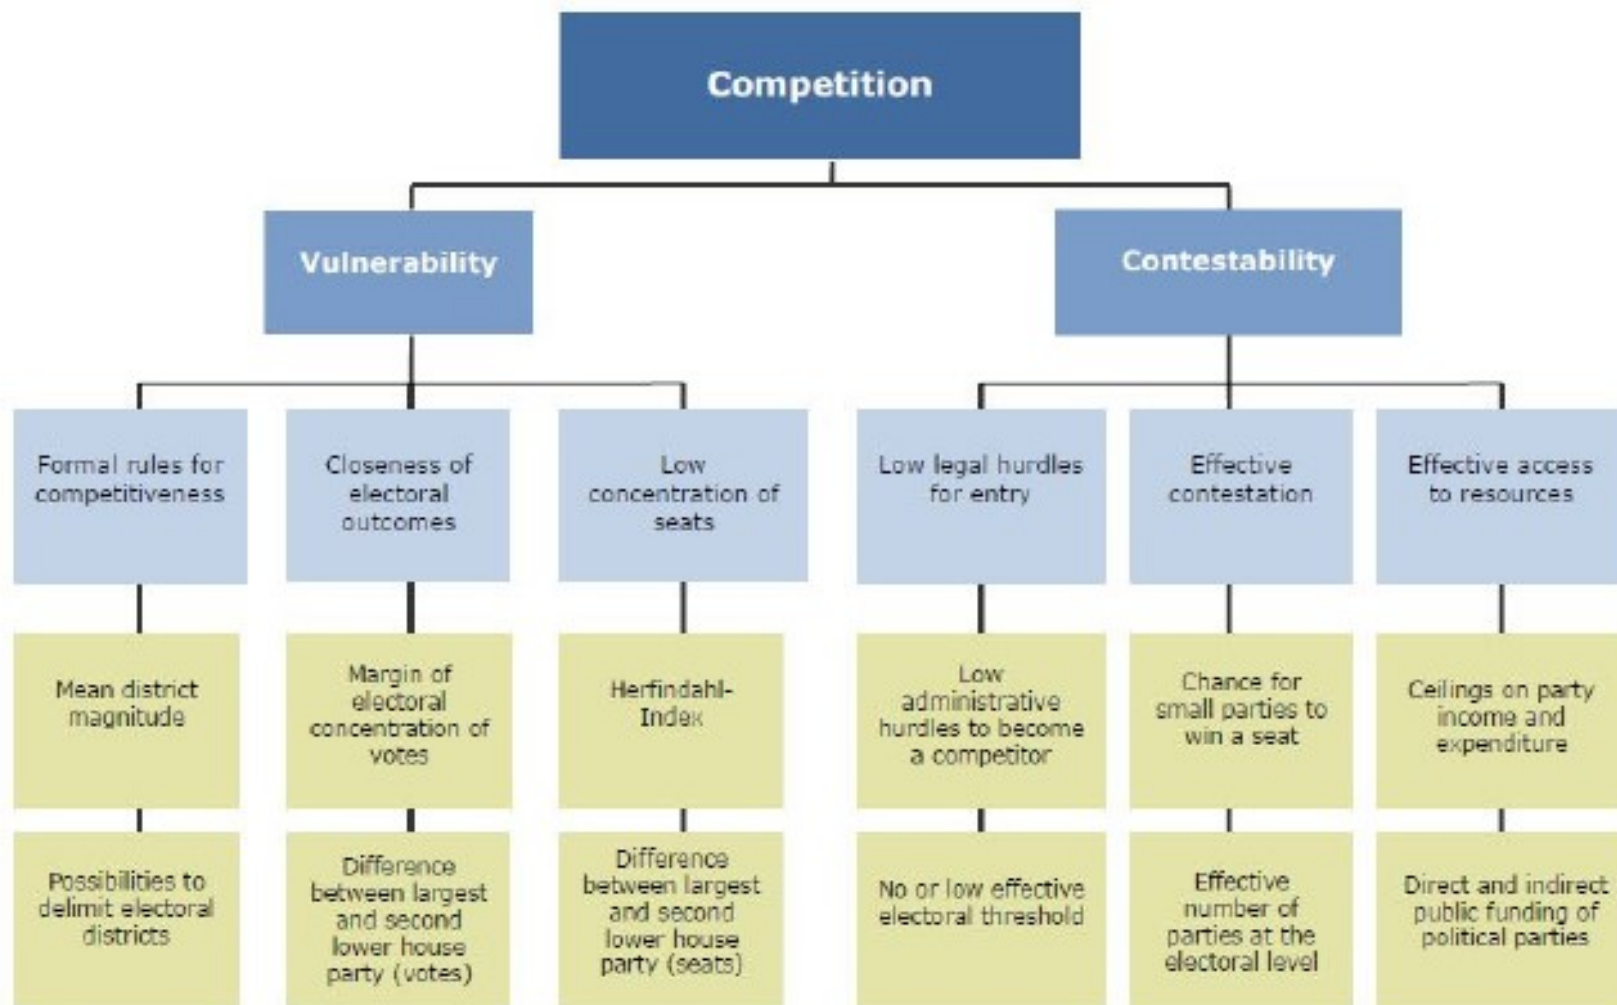 Competition
Vulnerability
Contestability
Formal rules for
competitiveness
Closeness of
electoral
outcomes
Low
concentration of
seats
Low legal hurdles
for entry
Effective
contestation
Effective access
to resources
Mean district
magnitude
Margin of
electoral
concentration of
votes
Herfindahl-
Index
Low
administrative
hurdles to become
a competitor
Chance for
small parties to
win a seat
Ceilings on party
income and
expenditure
Possibilities to
delimit electoral
districts
Difference
between largest
and second
lower house
party (votes)
Difference
between largest
and second
lower house
party (seats)
No or low effective
electoral threshold
Effective
number of
parties at the
electoral level
Direct and indirect
public funding of
political parties